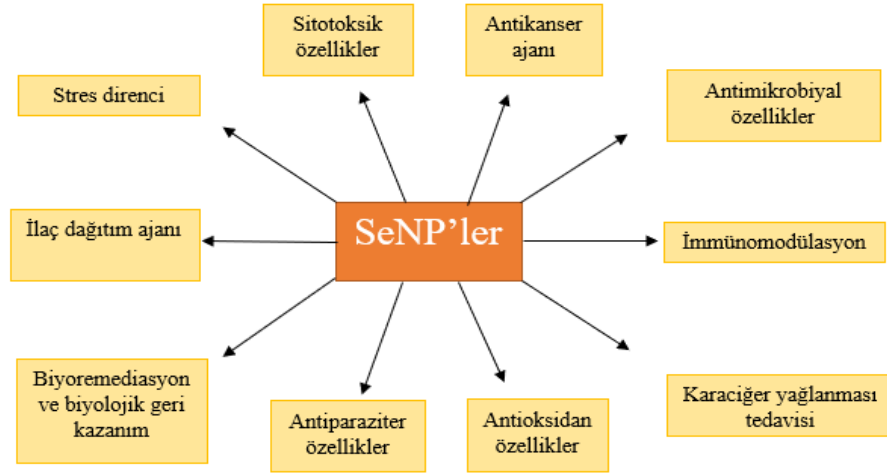 Sitotoksik
özellikler
Antikanser
ajanı
Stres direnci
Antimikrobiyal
özellikler
SeNP’ler
İlaç dağıtım ajanı
İmmünomodülasyon
Biyoremediasyon
ve biyolojik geri
kazanım
Antiparaziter
özellikler
Antioksidan
özellikler
Karaciğer yağlanması
tedavisi